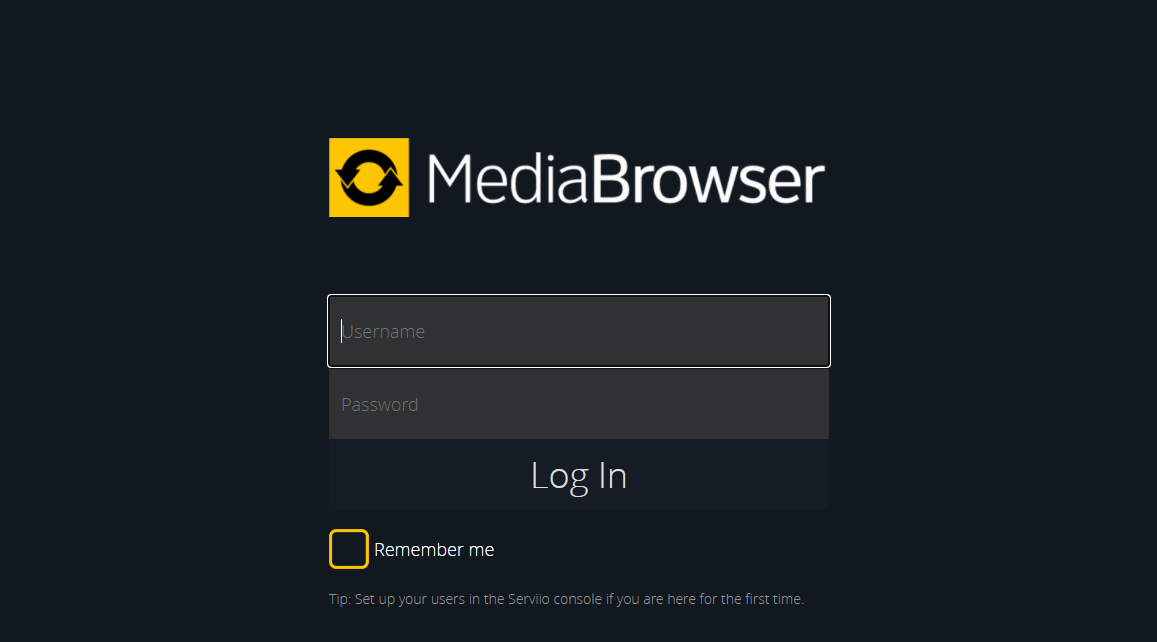 MediaBrowser
Username
Password
Log In
Remember me
Tip: Set up your users in the Serviio console if you are here for the first time.